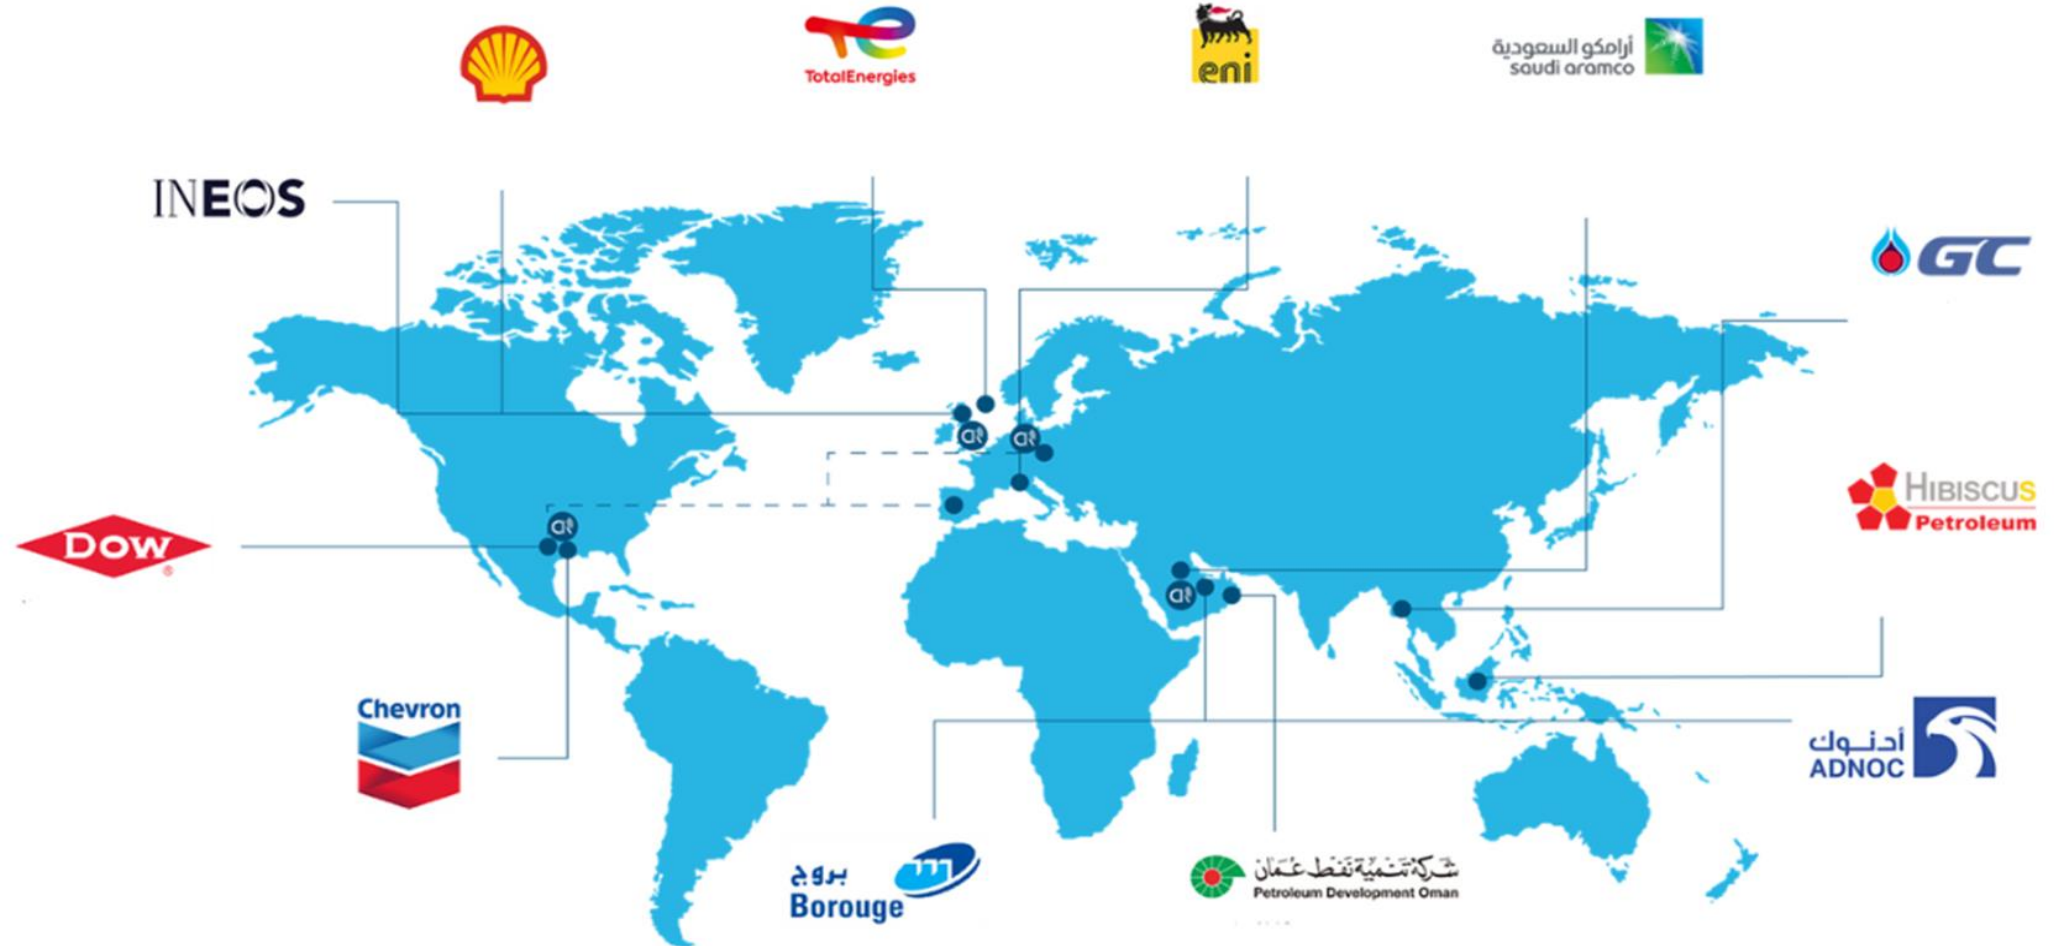 TotalEnergies
eni
أرامكو السعودية
saudi aramco
INEOS
GC
HIBISCUS
Petroleum
DOW
®
Chevron
أدنوك
ADNOC
بروج
Borouge
شركة تنمية نفط عمان
Petroleum Development Oman